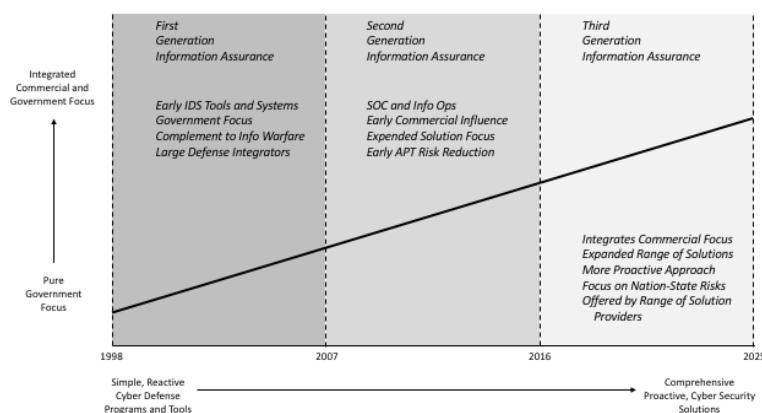 First
Generation
Information Assurance
Second
Generation
Information Assurance
Third
Generation
Information Assurance
Integrated
Commercial and
Government Focus
Early IDS Tools and Systems
Government Focus
Complement to Info Warfare
Large Defense Integrators
SOC and Info Ops
Early Commercial Influence
Expended Solution Focus
Early APT Risk Reduction
Integrates Commercial Focus
Expanded Range of Solutions
More Proactive Approach
Focus on Nation-State Risks
Offered by Range of Solution
Providers
Pure
Government
Focus
1998
2007
2016
2025
Simple, Reactive
Cyber Defense
Programs and Tools
Comprehensive
Proactive, Cyber Security
Solutions